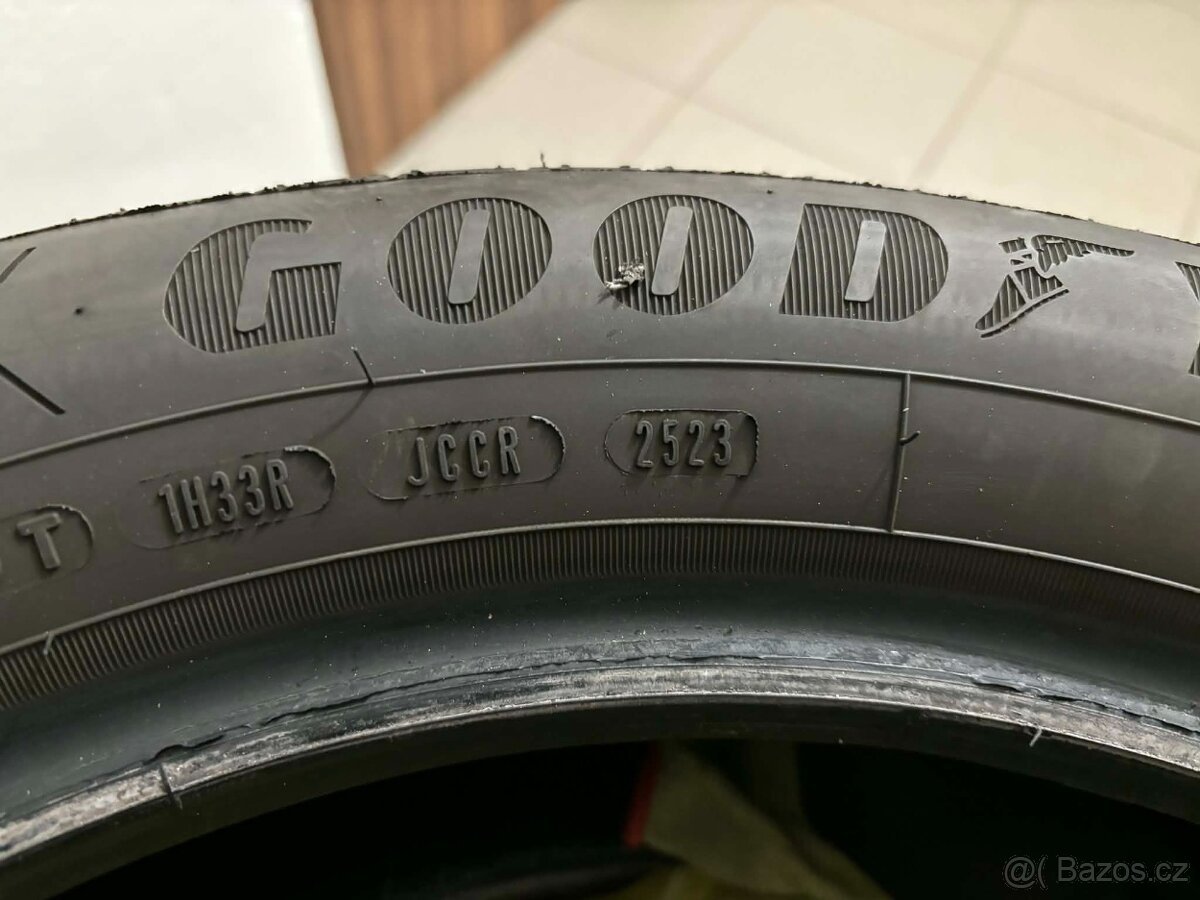 GOOD
T 1H33R JCCR 2523
@( Bazos.cz